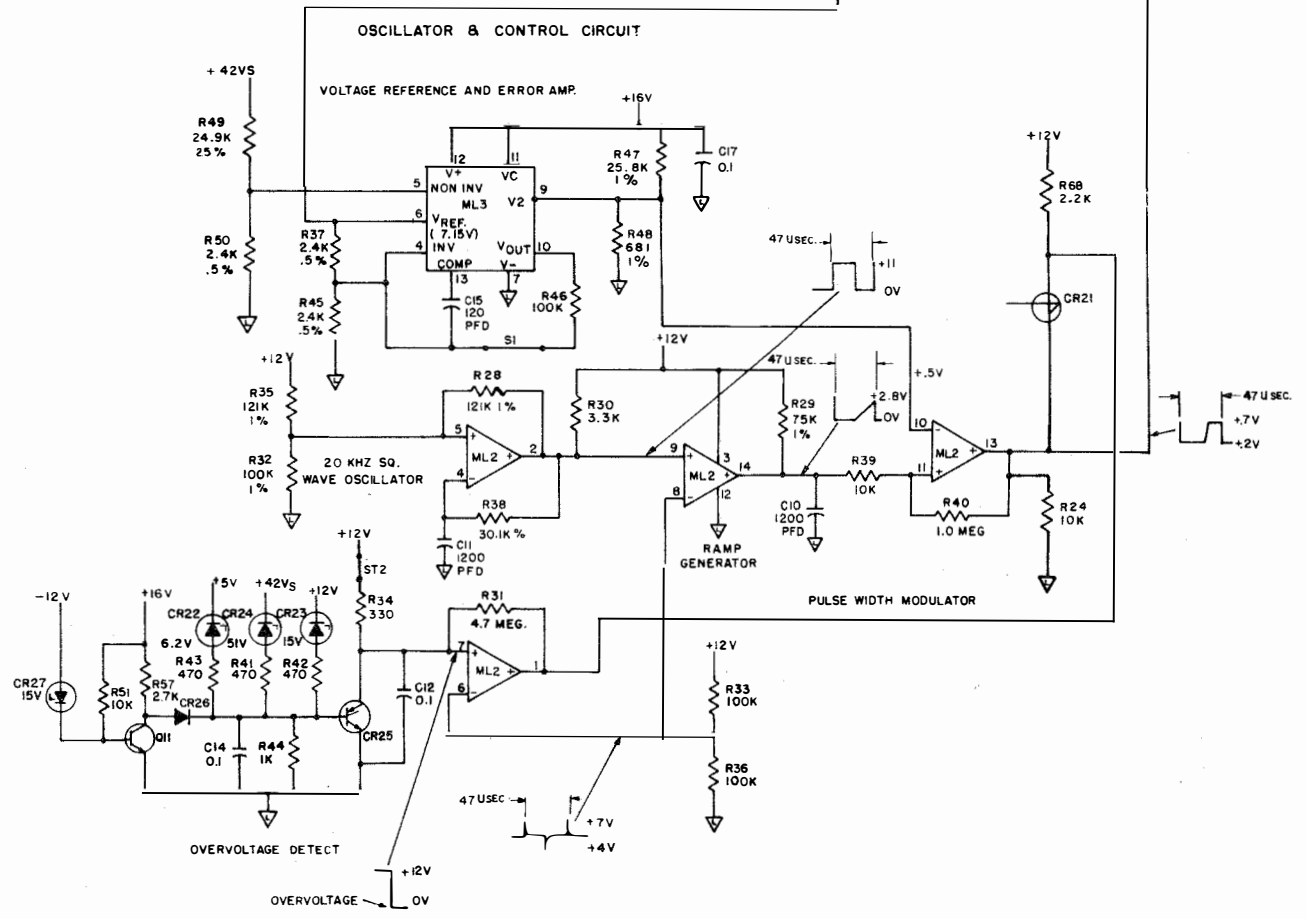 OSCILLATOR & CONTROL CIRCUIT
+ 42VS
VOLTAGE REFERENCE AND ERROR AMP.
+16V
R49
24.9K
25%
12
V+
11
VC
R47
25.8K
1%
C17
0.1
+12V
R68
2.2K
5
NON INV
ML3
V2
9
6
VREF.
(7.15V)
4
INV
COMP
13
VOUT
10
V-
7
R50
2.4K
.5%
R37
2.4K
.5%
R48
681
1%
R45
2.4K
.5%
C15
120
PFD
R46
100K
S1
47USEC.
+11
0V
CR21
+12V
R35
121K
1%
R28
121K 1%
+12V
R30
3.3K
R29
75K
1%
47USEC.
+2.8V
0V
+.5V
47USEC.
+.7V
+.2V
R32
100K
1%
20 KHZ SQ.
WAVE OSCILLATOR
5
+
ML2
2
4
-
R38
30.1K %
C11
1200
PFD
9
+
ML2
3
+
14
8
-
12
RAMP
GENERATOR
C10
1200
PFD
R39
10K
10
-
ML2
13
+
11
+
R40
1.0 MEG
R24
10K
PULSE WIDTH MODULATOR
+12V
ST2
R34
330
-12V
+16V
+5V
+42VS
+12V
CR22
CR24
CR23
6.2V
51V
15V
R43
470
R41
470
R42
470
CR27
15V
R51
10K
R57
2.7K
CR26
Q11
C14
0.1
R44
1K
CR25
C12
0.1
R31
4.7 MEG.
7
+
ML2
+
1
6
-
+12V
R33
100K
R36
100K
47USEC
+7V
+4V
OVERVOLTAGE DETECT
+12V
OVERVOLTAGE
0V